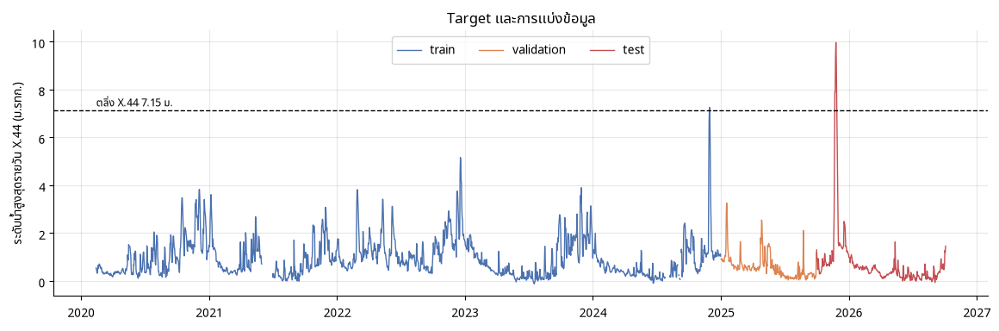 Target และการแบ่งข้อมูล
train validation test
ระดับน้ำสูงสุดรายวัน X.44 (ม.รทก.)
10
8
ตลิ่ง X.44 7.15 ม.
6
4
2
0
2020 2021 2022 2023 2024 2025 2026 2027